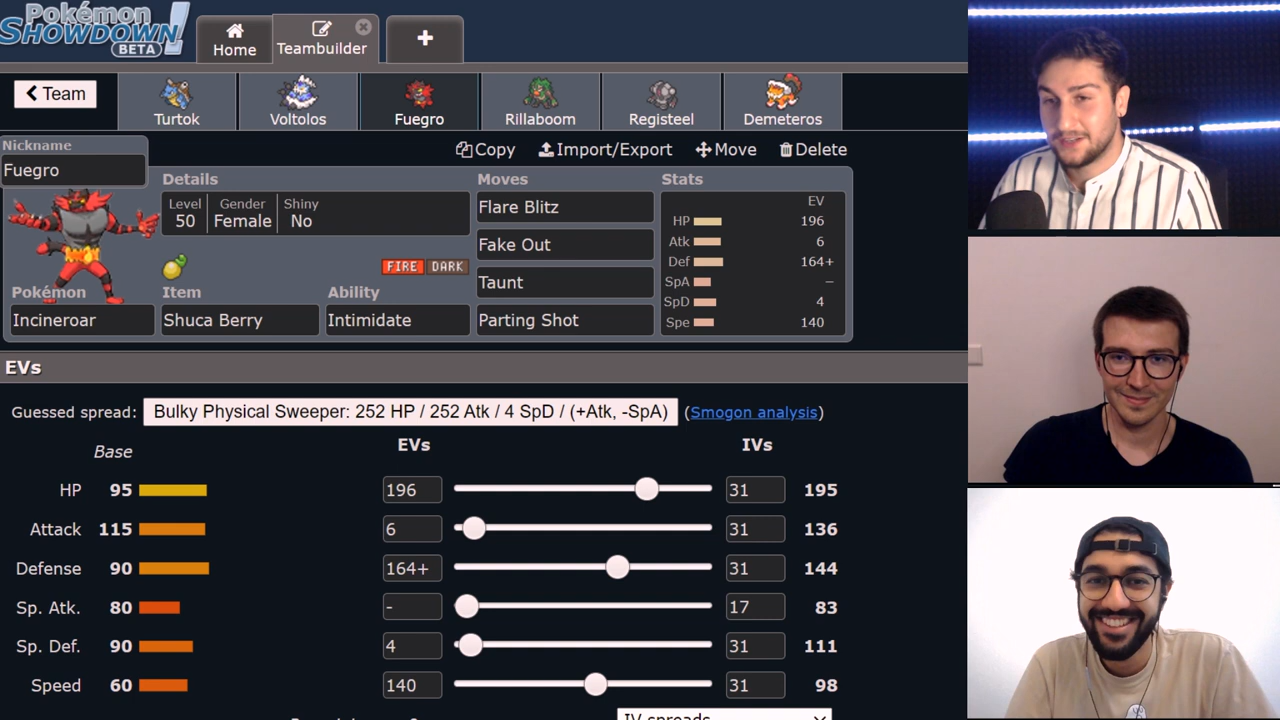 Pokémon
SHOWDOWN!
BETA
Home
Teambuilder
+
Team
Turtok
Voltolos
Fuegro
Rillaboom
Registeel
Demeteros
Copy
Import/Export
Move
Delete
Nickname
Fuegro
Details
Level
50
Gender
Female
Shiny
No
FIRE
DARK
Pokémon
Incineroar
Item
Shuca Berry
Ability
Intimidate
Moves
Flare Blitz
Fake Out
Taunt
Parting Shot
Stats
EV
HP 196
Atk 6
Def 164+
SpA –
SpD 4
Spe 140
EVs
Guessed spread: Bulky Physical Sweeper: 252 HP / 252 Atk / 4 SpD / (+Atk, -SpA) (Smogon analysis)
Base EVs IVs
HP 95 196 31 195
Attack 115 6 31 136
Defense 90 164+ 31 144
Sp. Atk. 80 - 17 83
Sp. Def. 90 4 31 111
Speed 60 140 31 98
IV spreads